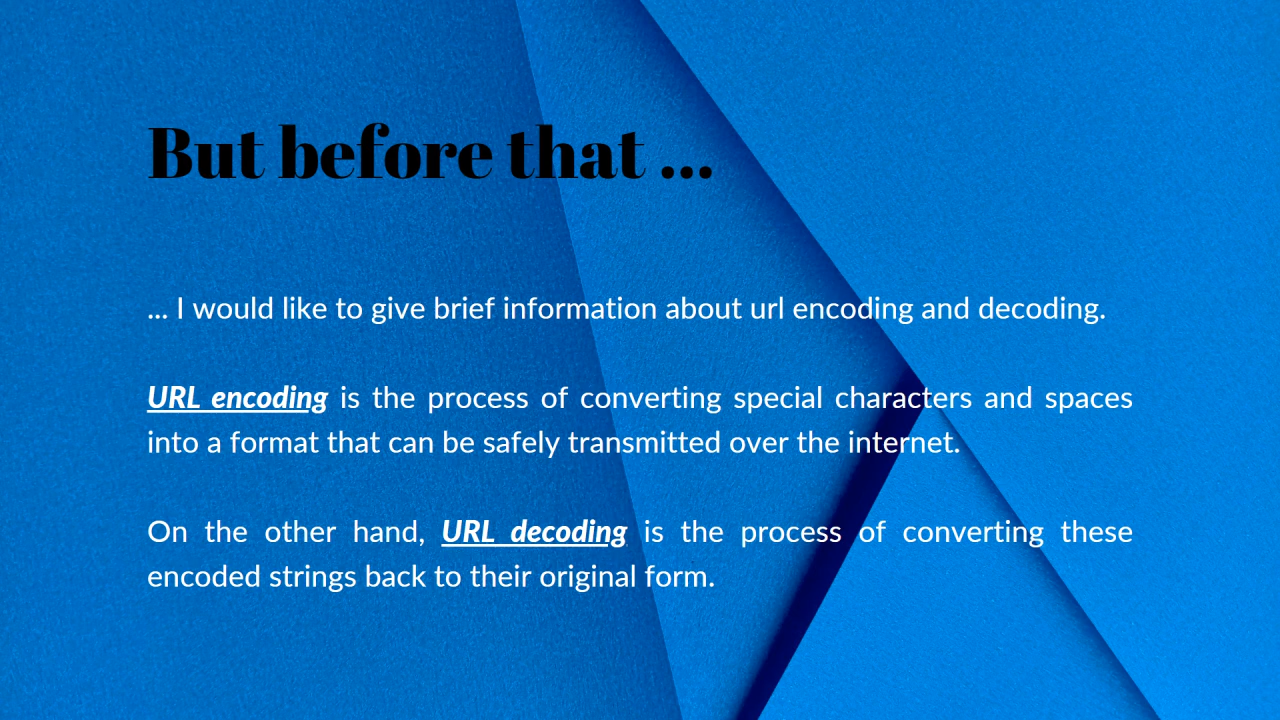 But before that ...
... I would like to give brief information about url encoding and decoding.
URL encoding is the process of converting special characters and spaces
into a format that can be safely transmitted over the internet.
On the other hand, URL decoding is the process of converting these
encoded strings back to their original form.